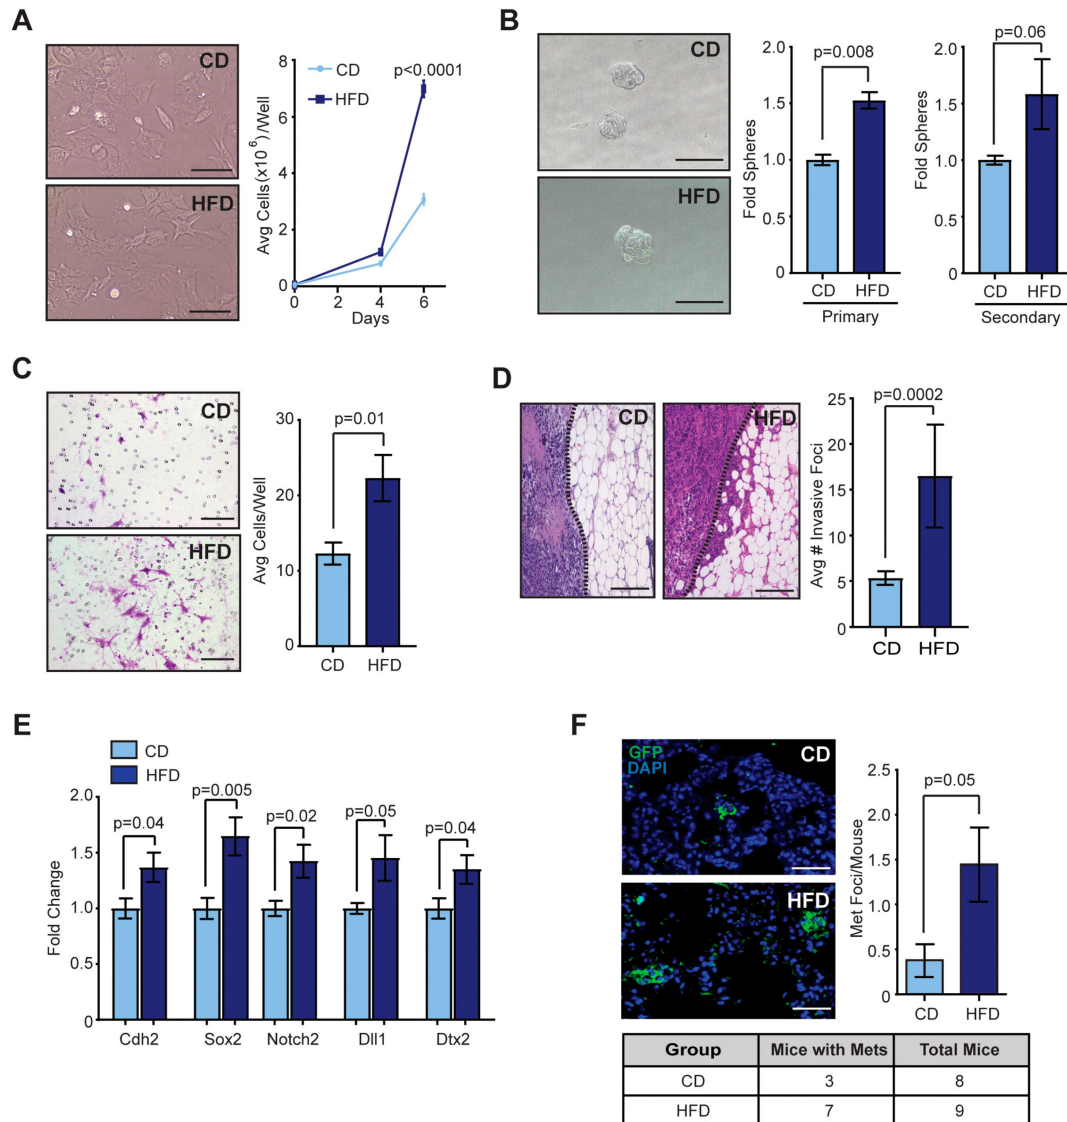 A
CD
HFD
Avg Cells(x10 6) /Well
8
6
4
2
0
0 2 4 6
Days
CD
HFD
p<0.0001
B
CD
HFD
Fold Spheres
2.0
1.5
1.0
0.5
0
p=0.008
CD HFD
Primary
Fold Spheres
2.0
1.5
1.0
0.5
0
p=0.06
CD HFD
Secondary
C
CD
HFD
Avg Cells/Well
30
20
10
0
p=0.01
CD HFD
D
CD
HFD
Avg # Invasive Foci
25
20
15
10
5
0
p=0.0002
CD HFD
E
CD
HFD
Fold Change
2.0
1.5
1.0
0.5
0
p=0.04
p=0.005
p=0.02
p=0.05
p=0.04
Cdh2 Sox2 Notch2 Dll1 Dtx2
F
GFP
DAPI
CD
HFD
Met Foci/Mouse
2.5
2.0
1.5
1.0
0.5
0
p=0.05
CD HFD
Group Mice with Mets Total Mice
CD 3 8
HFD 7 9